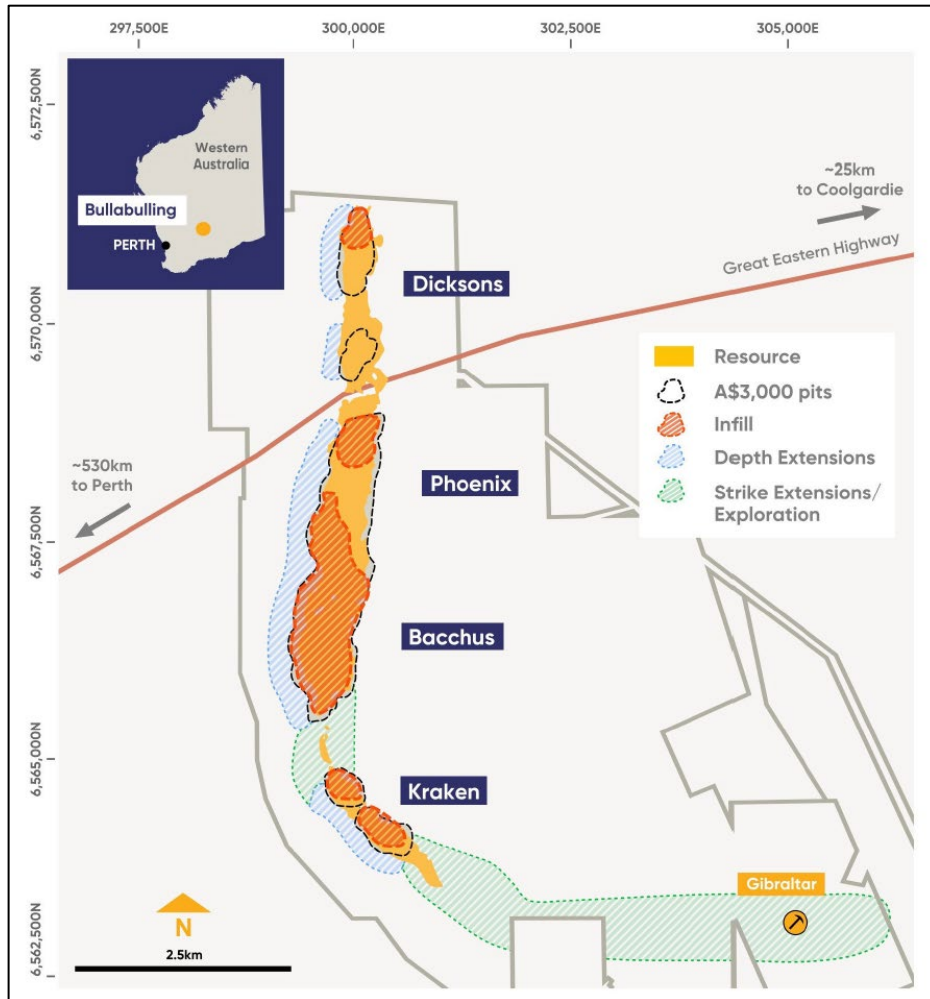 297,500E
300,000E
302,500E
305,000E
6,572,500N
6,570,000N
6,567,500N
6,565,000N
6,562,500N
Western
Australia
Bullabulling
PERTH
~25km
to Coolgardie
Great Eastern Highway
Dicksons
Resource
A$3,000 pits
Infill
Depth Extensions
Strike Extensions/
Exploration
~530km
to Perth
Phoenix
Bacchus
Kraken
Gibraltar
N
2.5km